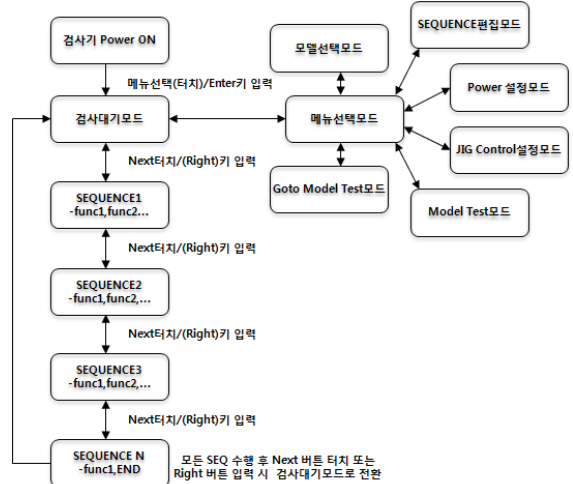 검사기 Power ON
메뉴선택(터치)/Enter키 입력
검사대기모드
Next터치/(Right)키 입력
SEQUENCE1
-func1,func2...
Next터치/(Right)키 입력
SEQUENCE2
-func1,func2,...
Next터치/(Right)키 입력
SEQUENCE3
-func1,func2,...
Next터치/(Right)키 입력
SEQUENCE N
-func1,END
모든 SEQ 수행 후 Next 버튼 터치 또는
Right 버튼 입력 시 검사대기모드로 전환
모델선택모드
메뉴선택모드
Goto Model Test모드
SEQUENCE편집모드
Power 설정모드
JIG Control설정모드
Model Test모드